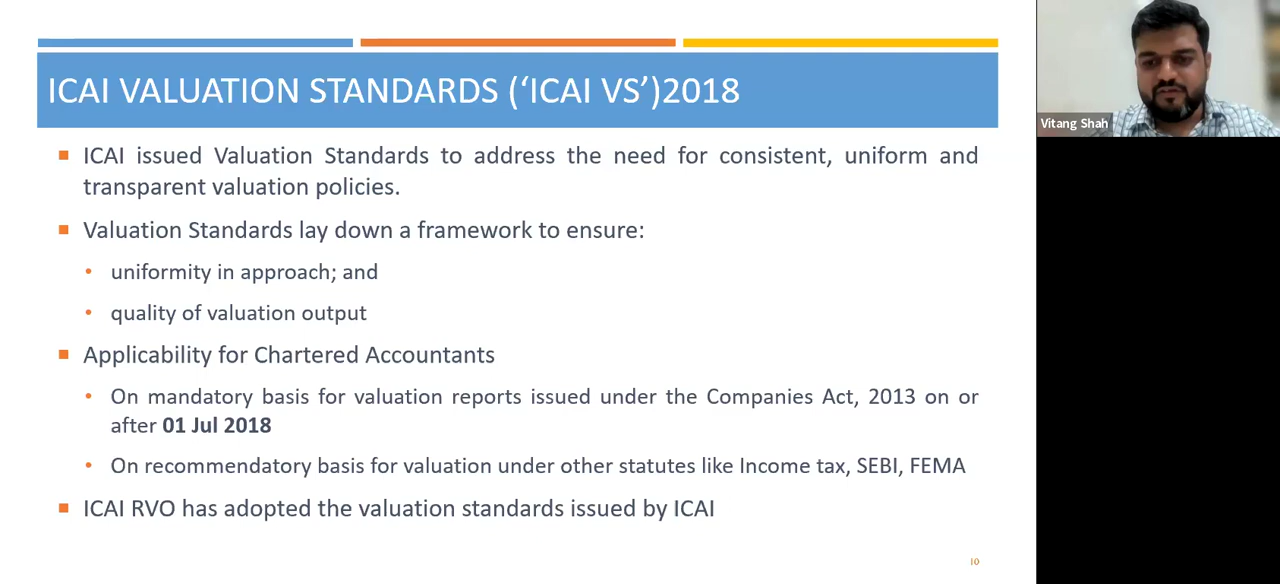 ICAI VALUATION STANDARDS (‘ICAI VS’)2018
ICAI issued Valuation Standards to address the need for consistent, uniform and
transparent valuation policies.
Valuation Standards lay down a framework to ensure:
uniformity in approach; and
quality of valuation output
Applicability for Chartered Accountants
On mandatory basis for valuation reports issued under the Companies Act, 2013 on or
after 01 Jul 2018
On recommendatory basis for valuation under other statutes like Income tax, SEBI, FEMA
ICAI RVO has adopted the valuation standards issued by ICAI
10
Vitang Shah